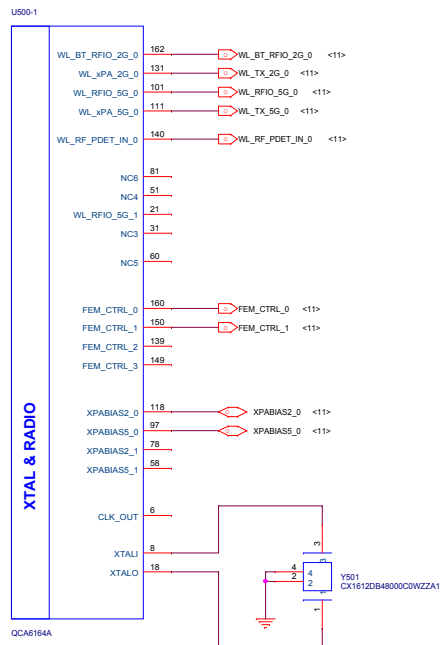 U500-1
WL_BT_RFIO_2G_0 162 WL_BT_RFIO_2G_0 <11>
WL_xPA_2G_0 131 WL_TX_2G_0 <11>
WL_RFIO_5G_0 101 WL_RFIO_5G_0 <11>
WL_xPA_5G_0 111 WL_TX_5G_0 <11>
WL_RF_PDET_IN_0 140 WL_RF_PDET_IN_0 <11>
NC6 81
NC4 51
WL_RFIO_5G_1 21
NC3 31
NC5 60
FEM_CTRL_0 160 FEM_CTRL_0 <11>
FEM_CTRL_1 150 FEM_CTRL_1 <11>
FEM_CTRL_2 139
FEM_CTRL_3 149
XPABIAS2_0 118 XPABIAS2_0 <11>
XPABIAS5_0 97 XPABIAS5_0 <11>
XPABIAS2_1 78
XPABIAS5_1 58
XTAL & RADIO
CLK_OUT 6
XTALI 8
XTALO 18
3
3
4 4
2 2
1
1
Y501
CX1612DB48000C0WZZA1
QCA6164A